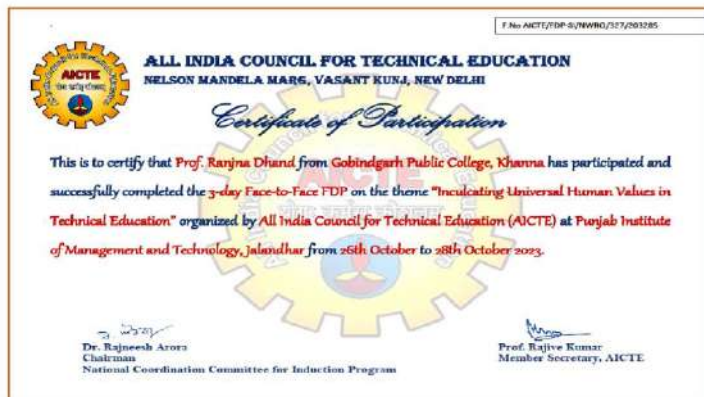 F.No AICTE/FDP-SI/NWRO/327/203285
AICTE
ALL INDIA COUNCIL FOR TECHNICAL EDUCATION
NELSON MANDELA MARG, VASANT KUNJ, NEW DELHI
Certificate of Participation
This is to certify that Prof. Ranjna Dhand from Gobindgarh Public College, Khanna has participated and
successfully completed the 3-day Face-to-Face FDP on the theme "Inculcating Universal Human Values in
Technical Education" organized by All India Council for Technical Education (AICTE) at Punjab Institute
of Management and Technology, Jalandhar from 26th October to 28th October 2023.
Dr. Rajneesh Arora
Chairman
National Coordination Committee for Induction Program
Prof. Rajive Kumar
Member Secretary, AICTE